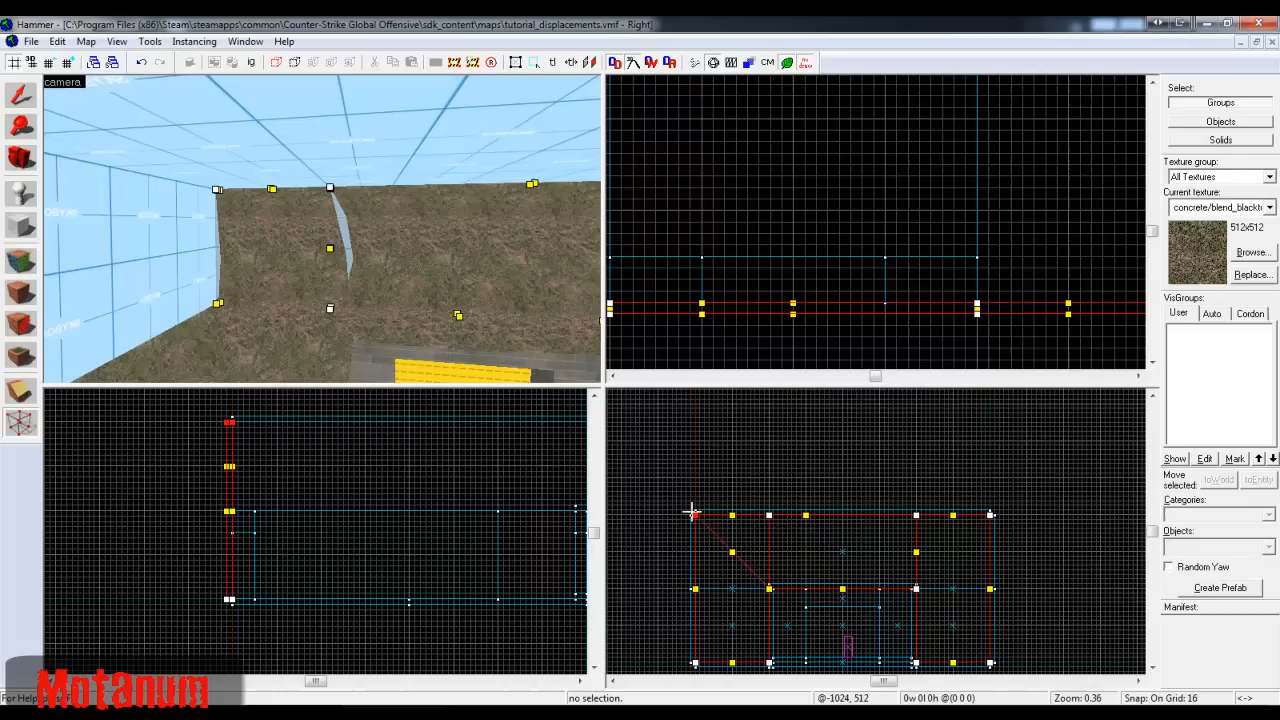 Hammer - [C:\Program Files (x86)\Steam\steamapps\common\Counter-Strike Global Offensive\sdk_content\maps\tutorial_displacements.vmf - Right]
File Edit Map View Tools Instancing Window Help
camera
Select:
Groups
Objects
Solids
Texture group:
All Textures
Current texture:
concrete/blend_blackto
512x512
Browse...
Replace...
VisGroups:
User Auto Cordon
Show Edit Mark
Move selected: toWorld toEntity
Categories:
Objects:
Random Yaw
Create Prefab
Manifest:
Motanum
For Help
no selection.
@-1024, 512
0w 0l 0h @(0 0 0)
Zoom: 0.36
Snap: On Grid: 16
<->